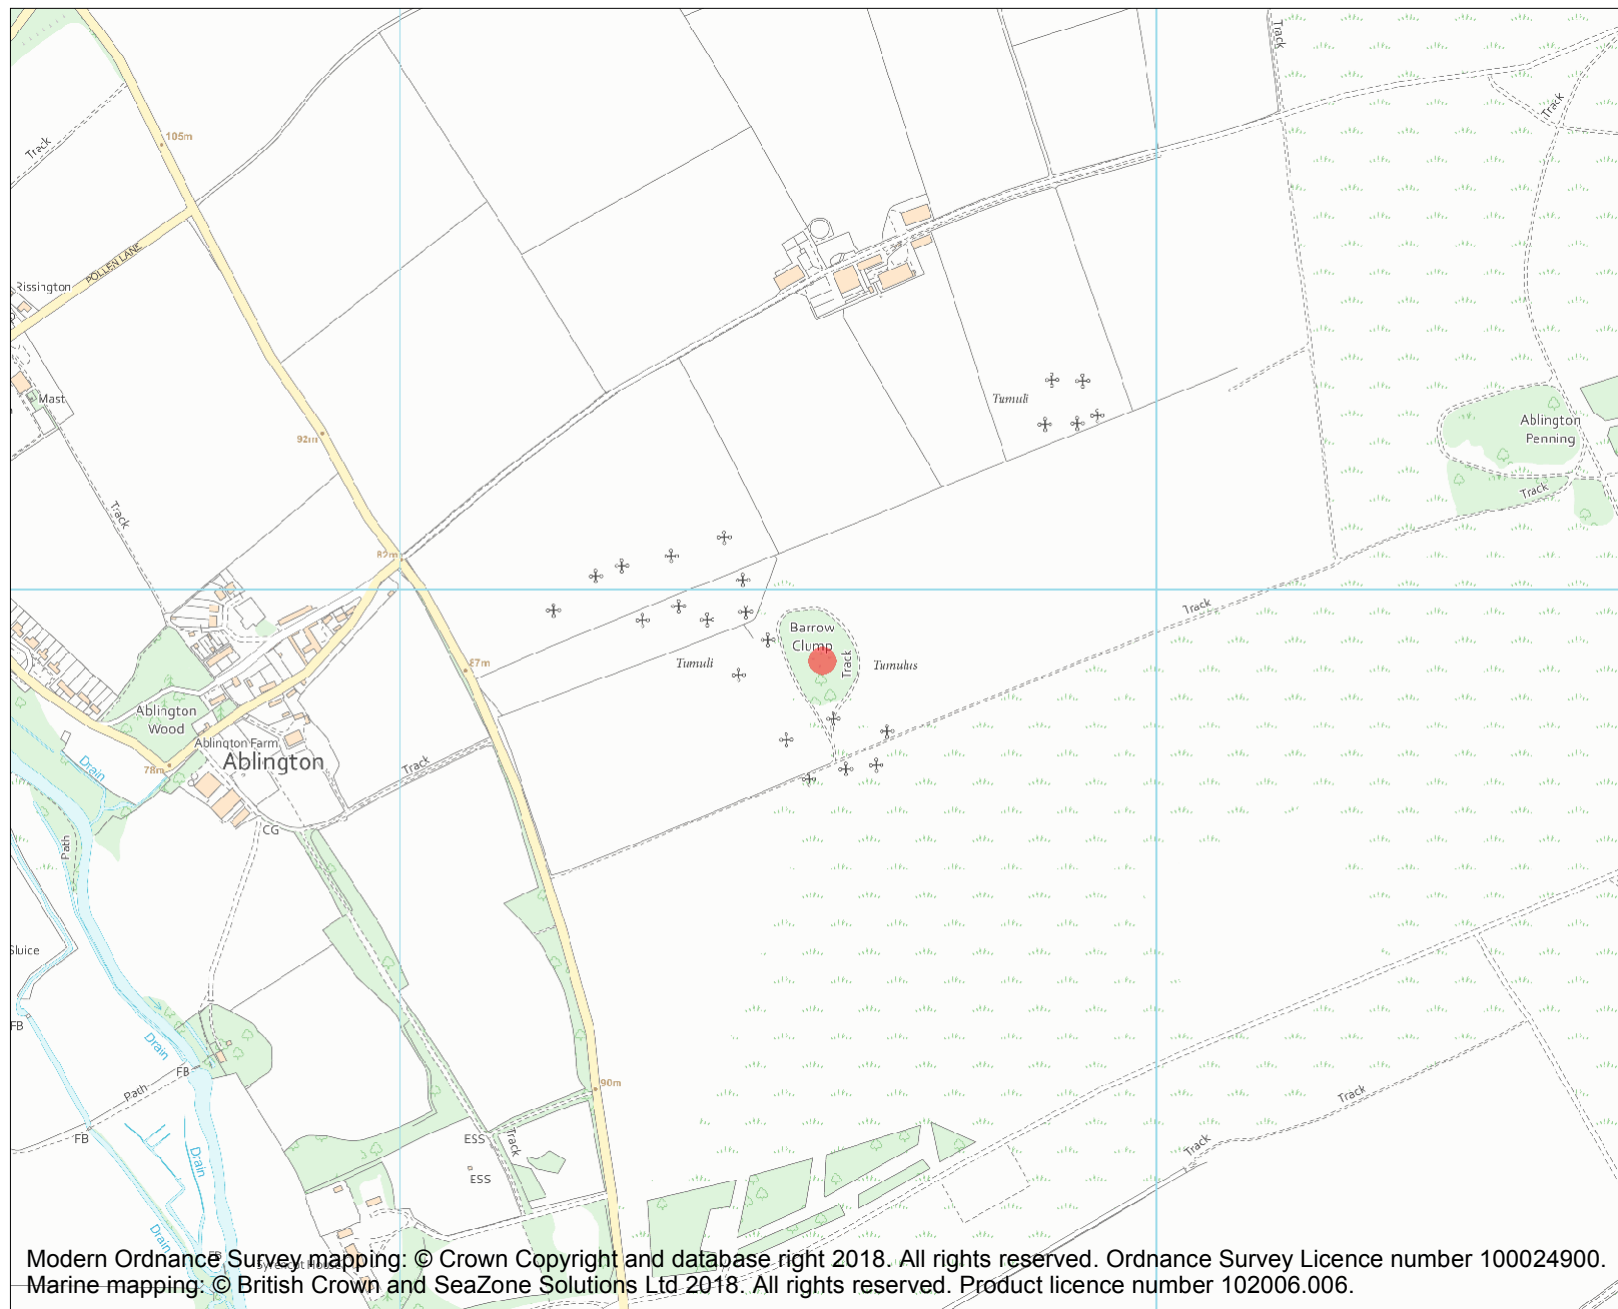 Track
105m
Track
Track
POLLEN LANE
Rissington
Mast
Tumuli
Ablington
Penning
92m
Track
Track
82m
Track
Barrow
Clump
Track
Tumuli
Tumulus
87m
Ablington
Wood
Ablington Farm
Ablington
78m
Drain
Track
CG
Path
Sluice
FB
Drain
FB
Path
90m
Track
FB
ESS
Track
Track
Drain
ESS
Drain
FB
Syrencot House
Modern Ordnance Survey mapping: © Crown Copyright and database right 2018. All rights reserved. Ordnance Survey Licence number 100024900.
Marine mapping: © British Crown and SeaZone Solutions Ltd 2018. All rights reserved. Product licence number 102006.006.